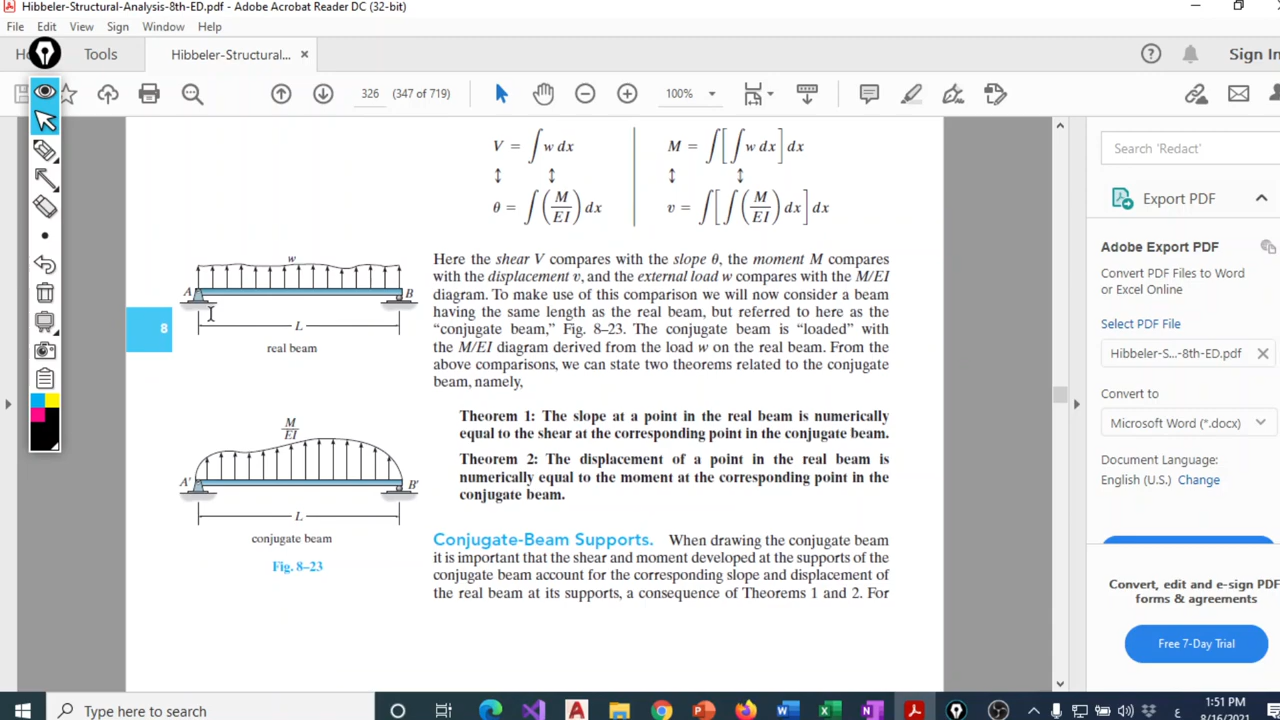 Hibbeler-Structural-Analysis-8th-ED.pdf - Adobe Acrobat Reader DC (32-bit)
File Edit View Sign Window Help
Tools
Hibbeler-Structural... ×
Sign In
326 (347 of 719)
100%
V = ∫ w dx
M = ∫[∫ w dx] dx
↕ ↕ ↕ ↕
θ = ∫(M/EI) dx
v = ∫[∫(M/EI) dx] dx
w
A
B
L
real beam
8
M/EI
A'
B'
L
conjugate beam
Fig. 8–23
Here the shear V compares with the slope θ, the moment M compares
with the displacement v, and the external load w compares with the M/EI
diagram. To make use of this comparison we will now consider a beam
having the same length as the real beam, but referred to here as the
“conjugate beam,” Fig. 8–23. The conjugate beam is “loaded” with
the M/EI diagram derived from the load w on the real beam. From the
above comparisons, we can state two theorems related to the conjugate
beam, namely,
Theorem 1: The slope at a point in the real beam is numerically
equal to the shear at the corresponding point in the conjugate beam.
Theorem 2: The displacement of a point in the real beam is
numerically equal to the moment at the corresponding point in the
conjugate beam.
Conjugate-Beam Supports. When drawing the conjugate beam
it is important that the shear and moment developed at the supports of the
conjugate beam account for the corresponding slope and displacement of
the real beam at its supports, a consequence of Theorems 1 and 2. For
Search 'Redact'
Export PDF
Adobe Export PDF
Convert PDF Files to Word
or Excel Online
Select PDF File
Hibbeler-S...-8th-ED.pdf
Convert to
Microsoft Word (*.docx)
Document Language:
English (U.S.) Change
Convert, edit and e-sign PDF
forms & agreements
Free 7-Day Trial
Type here to search
ع
1:51 PM
8/16/2021